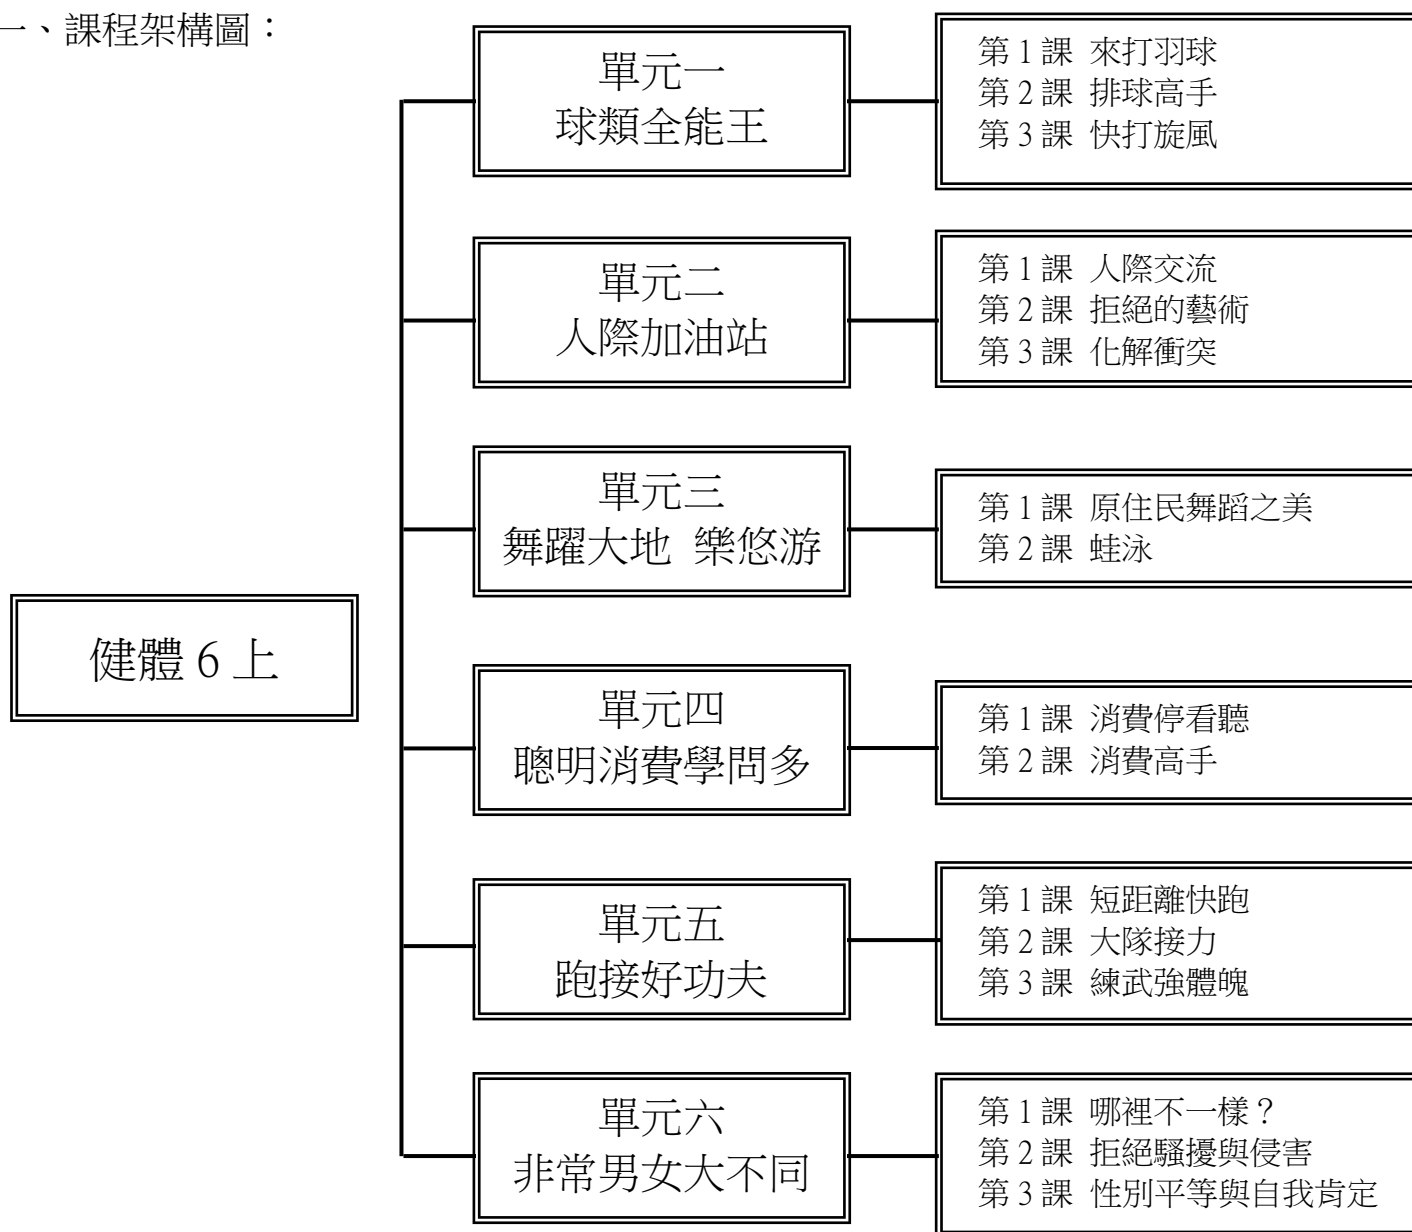 一、課程架構圖：
健體 6 上
單元一
球類全能王
第 1 課 來打羽球
第 2 課 排球高手
第 3 課 快打旋風
單元二
人際加油站
第 1 課 人際交流
第 2 課 拒絕的藝術
第 3 課 化解衝突
單元三
舞躍大地 樂悠游
第 1 課 原住民舞蹈之美
第 2 課 蛙泳
單元四
聰明消費學問多
第 1 課 消費停看聽
第 2 課 消費高手
單元五
跑接好功夫
第 1 課 短距離快跑
第 2 課 大隊接力
第 3 課 練武強體魄
單元六
非常男女大不同
第 1 課 哪裡不一樣？
第 2 課 拒絕騷擾與侵害
第 3 課 性別平等與自我肯定